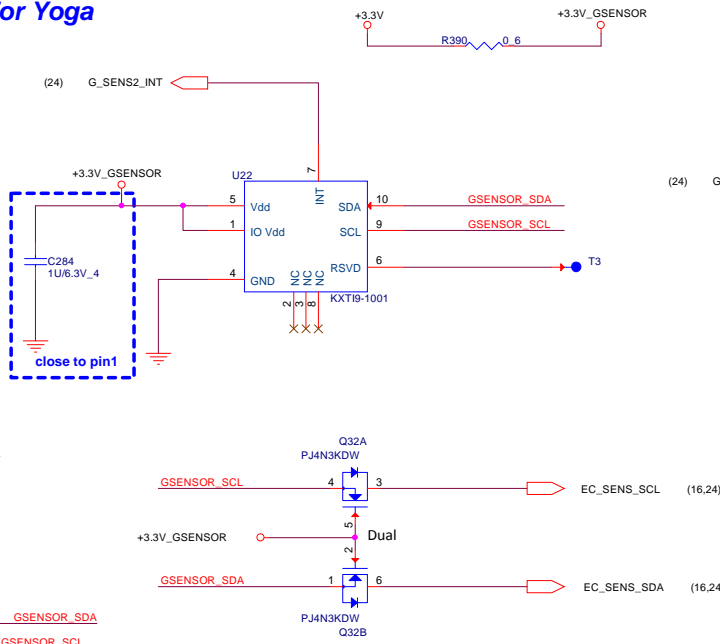 or Yoga
+3.3V
+3.3V_GSENSOR
R390
0_6
(24)
G_SENS2_INT
7
+3.3V_GSENSOR
U22
(24)
G
INT
5
Vdd
SDA
10
GSENSOR_SDA
1
IO Vdd
SCL
9
GSENSOR_SCL
C284
1U/6.3V_4
4
GND
NC
NC
NC
RSVD
6
T3
2
3
8
KXTI9-1001
close to pin1
Q32A
PJ4N3KDW
GSENSOR_SCL
4
3
EC_SENS_SCL
(16,24)
5
+3.3V_GSENSOR
Dual
2
GSENSOR_SDA
1
6
EC_SENS_SDA
(16,24
PJ4N3KDW
Q32B
GSENSOR_SDA
GSENSOR_SCL